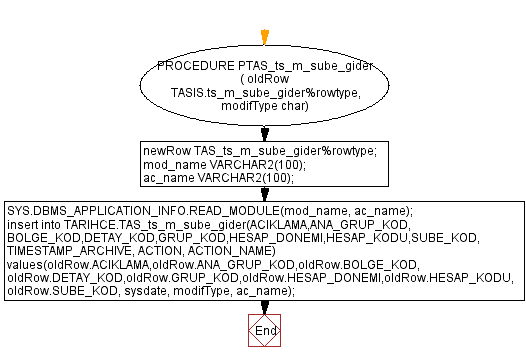 PROCEDURE PTAS_ts_m_sube_gider
( oldRow
TASIS.ts_m_sube_gider%rowtype,
modifType char)
newRow TAS_ts_m_sube_gider%rowtype;
mod_name VARCHAR2(100);
ac_name VARCHAR2(100);
SYS.DBMS_APPLICATION_INFO.READ_MODULE(mod_name, ac_name);
insert into TARIHCE.TAS_ts_m_sube_gider(ACIKLAMA,ANA_GRUP_KOD,
BOLGE_KOD,DETAY_KOD,GRUP_KOD,HESAP_DONEMI,HESAP_KODU,SUBE_KOD,
TIMESTAMP_ARCHIVE, ACTION, ACTION_NAME)
values(oldRow.ACIKLAMA,oldRow.ANA_GRUP_KOD,oldRow.BOLGE_KOD,
oldRow.DETAY_KOD,oldRow.GRUP_KOD,oldRow.HESAP_DONEMI,oldRow.HESAP_KODU,
oldRow.SUBE_KOD, sysdate, modifType, ac_name);
End